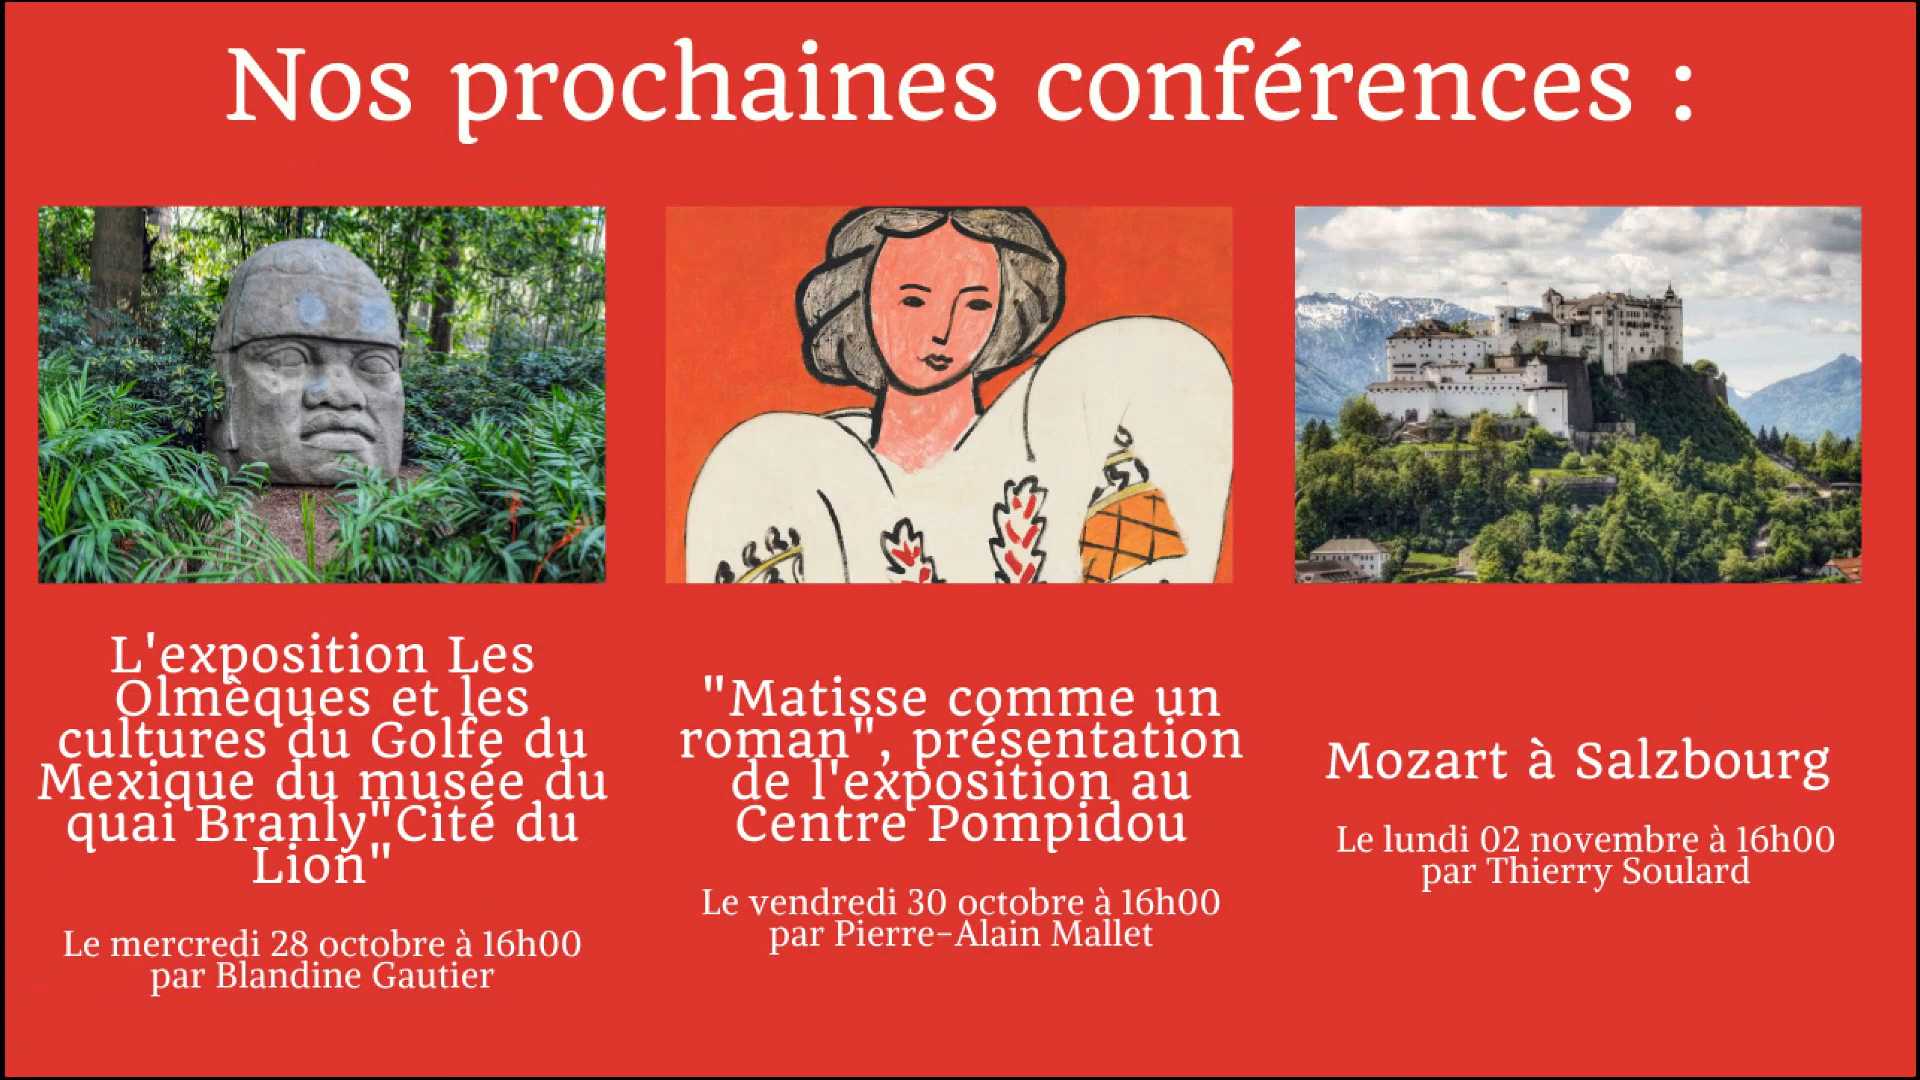 Nos prochaines conférences :
L'exposition Les
Olmèques et les
cultures du Golfe du
Mexique du musée du
quai Branly"Cité du
Lion"
Le mercredi 28 octobre à 16h00
par Blandine Gautier
"Matisse comme un
roman", présentation
de l'exposition au
Centre Pompidou
Le vendredi 30 octobre à 16h00
par Pierre-Alain Mallet
Mozart à Salzbourg
Le lundi 02 novembre à 16h00
par Thierry Soulard